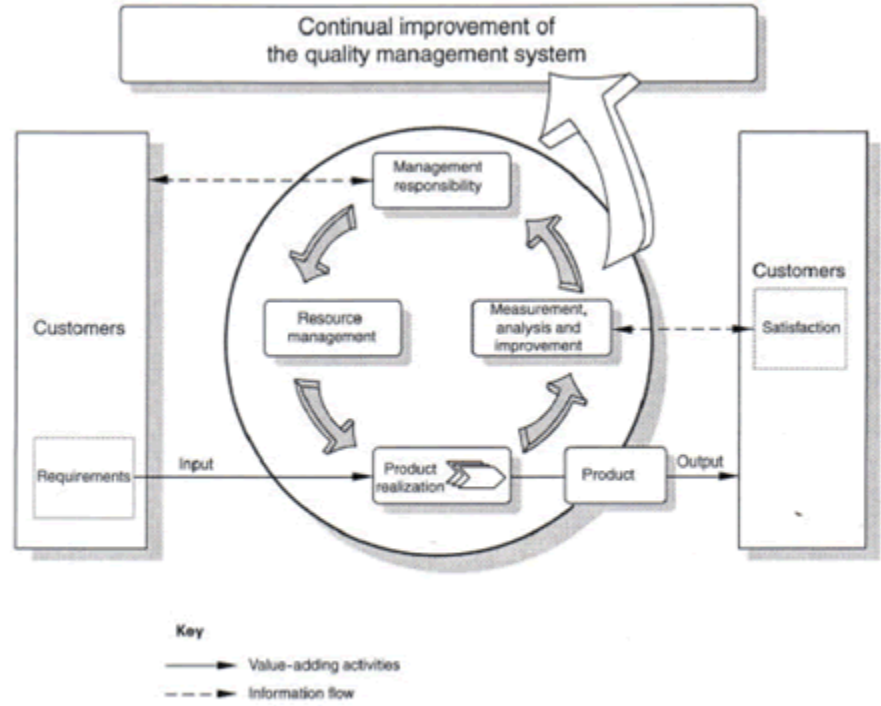 Continual improvement of
the quality management system
Management
responsibility
Customers
Customers
Resource
management
Measurement,
analysis and
improvement
Satisfaction
Requirements
Input
Product
realization
Product
Output
Key
Value-adding activities
Information flow